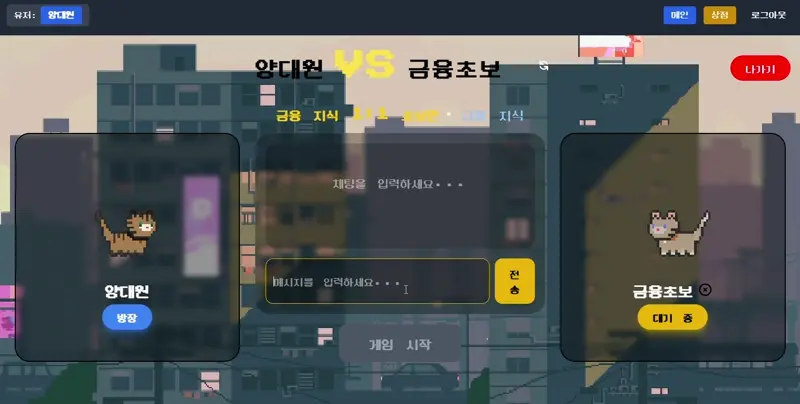 유저: 양대원
메인 상점 로그아웃
양대원 VS 금융초보
나가기
금융 지식 지식
채팅을 입력하세요...
메시지를 입력하세요...
전송
양대원
방장
금융초보
대기 중
게임 시작